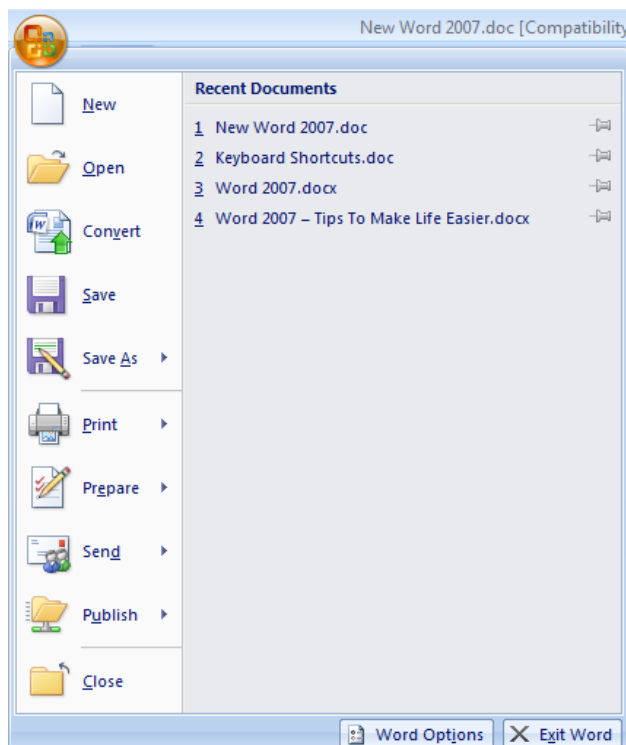 New Word 2007.doc [Compatibility
New
Open
Convert
Save
Save As
Print
Prepare
Send
Publish
Close
Recent Documents
1 New Word 2007.doc
2 Keyboard Shortcuts.doc
3 Word 2007.docx
4 Word 2007 – Tips To Make Life Easier.docx
Word Options
Exit Word